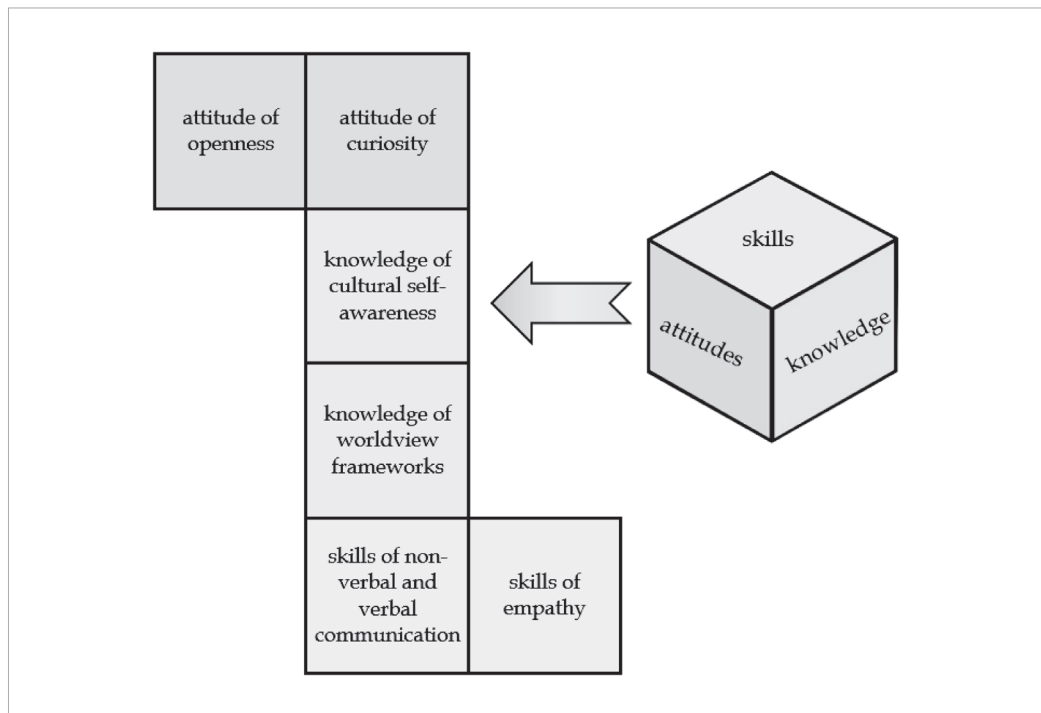 attitude of
openness
attitude of
curiosity
knowledge of
cultural self-
awareness
skills
attitudes
knowledge
knowledge of
worldview
frameworks
skills of non-
verbal and
verbal
communication
skills of
empathy